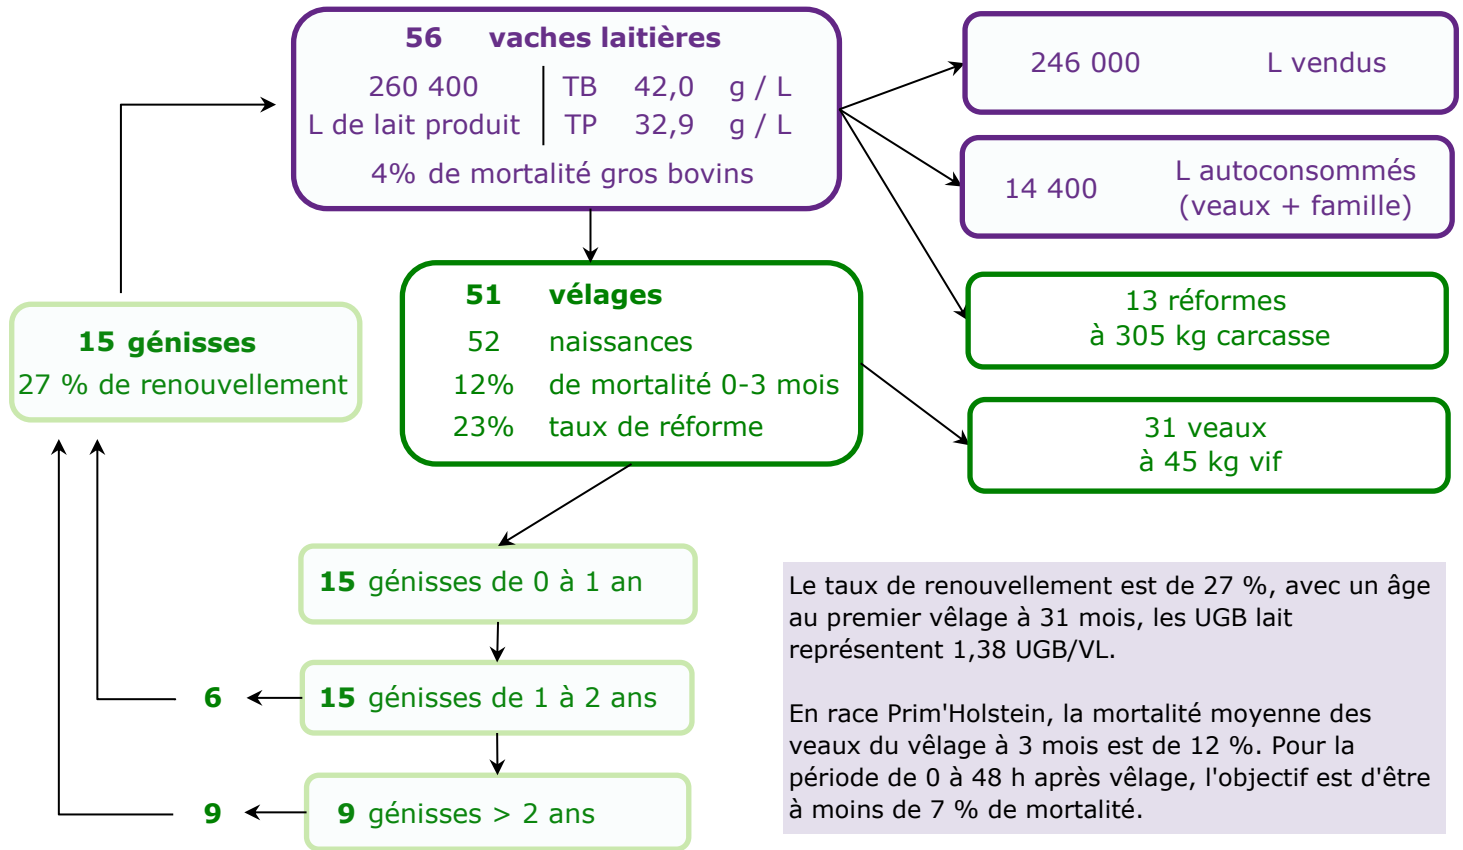 56 vaches laitières
260 400 TB 42,0 g / L
L de lait produit TP 32,9 g / L
4% de mortalité gros bovins
246 000 L vendus
14 400 L autoconsommés
(veaux + famille)
51 vélages
52 naissances
12% de mortalité 0-3 mois
23% taux de réforme
13 réformes
à 305 kg carcasse
31 veaux
à 45 kg vif
15 génisses
27 % de renouvellement
15 génisses de 0 à 1 an
6
15 génisses de 1 à 2 ans
9
9 génisses > 2 ans
Le taux de renouvellement est de 27 %, avec un âge
au premier vêlage à 31 mois, les UGB lait
représentent 1,38 UGB/VL.
En race Prim'Holstein, la mortalité moyenne des
veaux du vêlage à 3 mois est de 12 %. Pour la
période de 0 à 48 h après vêlage, l'objectif est d'être
à moins de 7 % de mortalité.